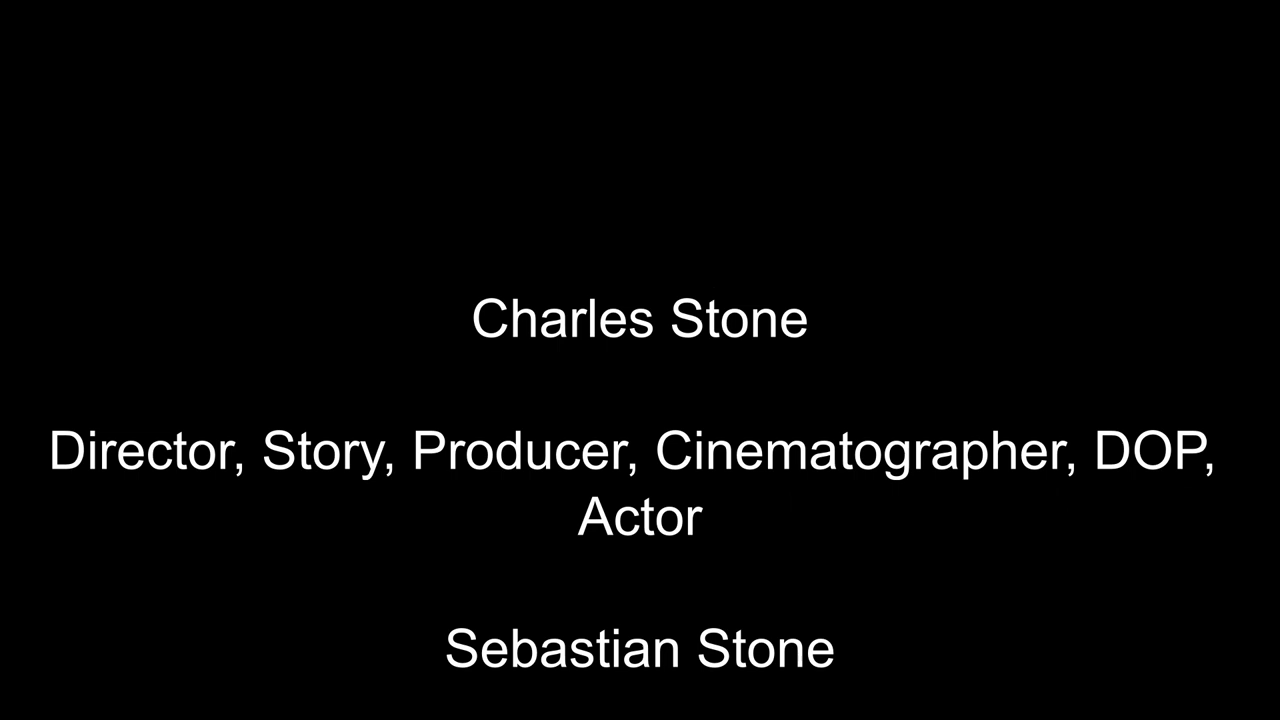 Charles Stone
Director, Story, Producer, Cinematographer, DOP,
Actor
Sebastian Stone